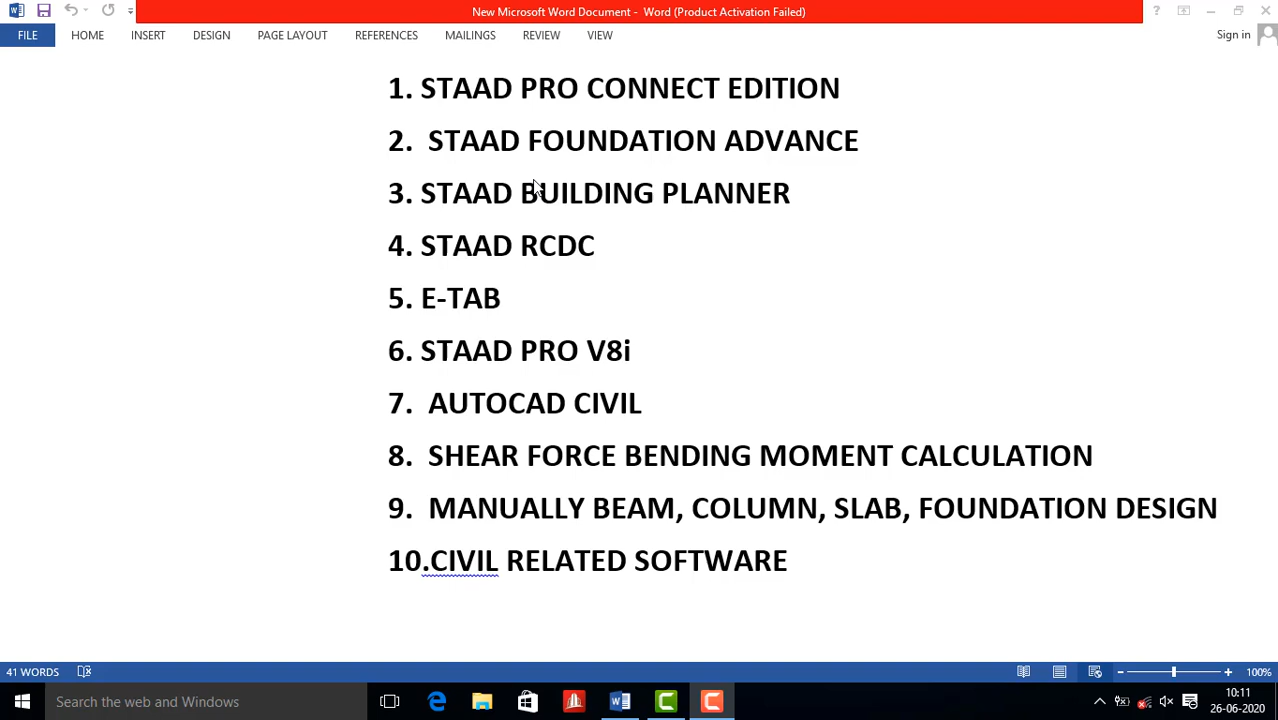 New Microsoft Word Document - Word (Product Activation Failed)
?
FILE HOME INSERT DESIGN PAGE LAYOUT REFERENCES MAILINGS REVIEW VIEW Sign in
1. STAAD PRO CONNECT EDITION
2. STAAD FOUNDATION ADVANCE
3. STAAD BUILDING PLANNER
4. STAAD RCDC
5. E-TAB
6. STAAD PRO V8i
7. AUTOCAD CIVIL
8. SHEAR FORCE BENDING MOMENT CALCULATION
9. MANUALLY BEAM, COLUMN, SLAB, FOUNDATION DESIGN
10.CIVIL RELATED SOFTWARE
41 WORDS 100%
Search the web and Windows
10:11
26-06-2020